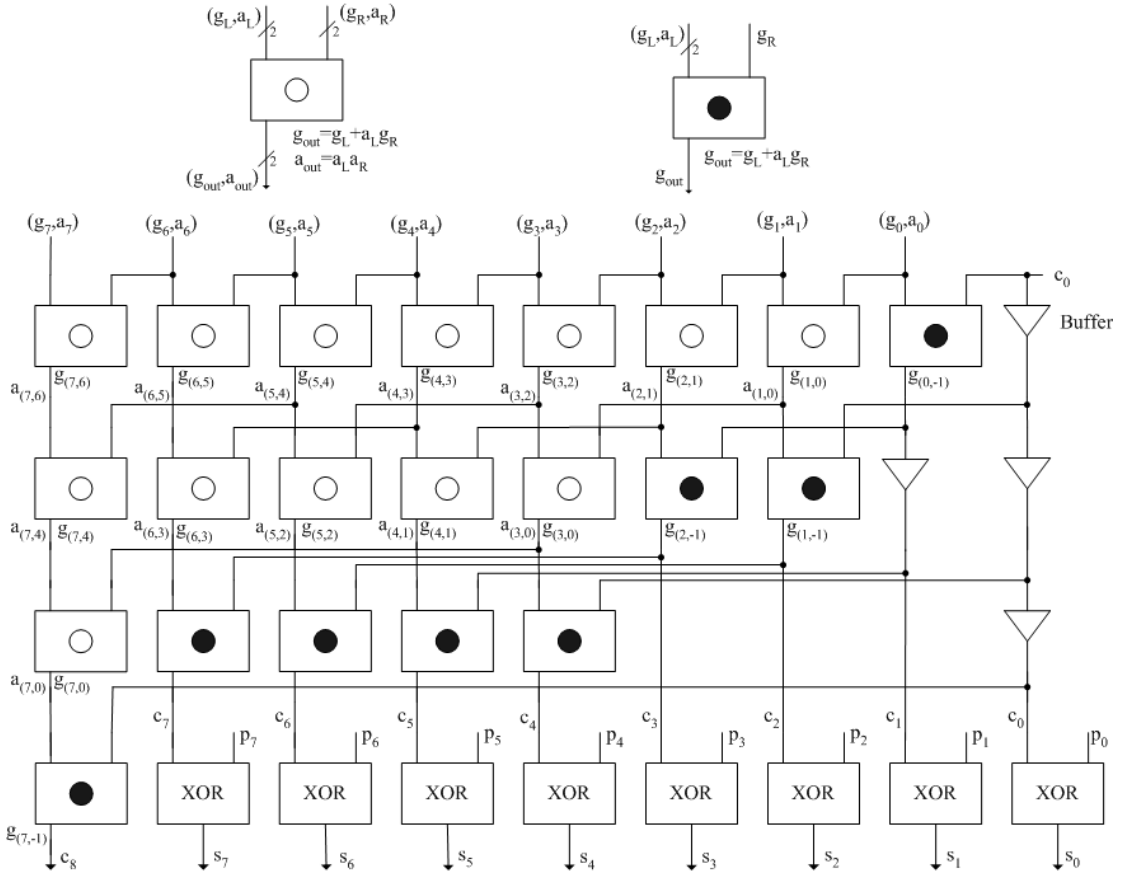 (g_L,a_L) 2 (g_R,a_R) 2
g_out=g_L+a_Lg_R
a_out=a_La_R
2
(g_out,a_out)
(g_L,a_L) 2 g_R
g_out=g_L+a_Lg_R
g_out
(g_7,a_7) (g_6,a_6) (g_5,a_5) (g_4,a_4) (g_3,a_3) (g_2,a_2) (g_1,a_1) (g_0,a_0)
c_0
Buffer
a_(7,6) g_(7,6) a_(6,5) g_(6,5) a_(5,4) g_(5,4) a_(4,3) g_(4,3) a_(3,2) g_(3,2) a_(2,1) g_(2,1) a_(1,0) g_(1,0) g_(0,-1)
a_(7,4) g_(7,4) a_(6,3) g_(6,3) a_(5,2) g_(5,2) a_(4,1) g_(4,1) a_(3,0) g_(3,0) g_(2,-1) g_(1,-1)
a_(7,0) g_(7,0)
c_7 c_6 c_5 c_4 c_3 c_2 c_1 c_0
p_7 p_6 p_5 p_4 p_3 p_2 p_1 p_0
XOR XOR XOR XOR XOR XOR XOR XOR
g_(7,-1)
c_8 s_7 s_6 s_5 s_4 s_3 s_2 s_1 s_0